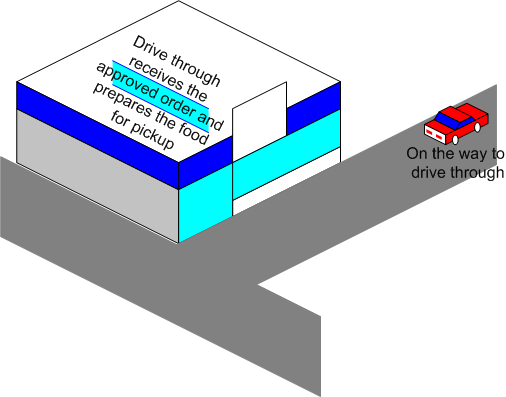 Drive through
receives the
approved order and
prepares the food
for pickup
On the way to
drive through